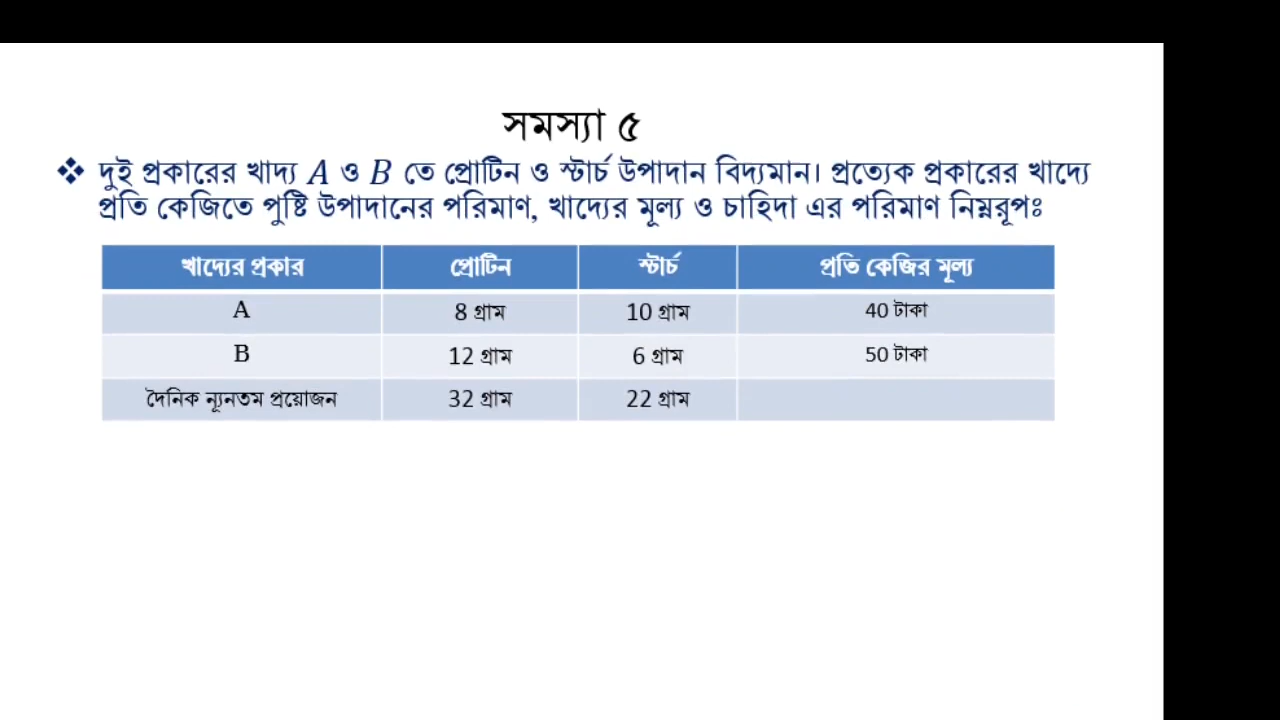 সমস্যা ৫
❖ দুই প্রকারের খাদ্য A ও B তে প্রোটিন ও স্টার্চ উপাদান বিদ্যমান। প্রত্যেক প্রকারের খাদ্যে
প্রতি কেজিতে পুষ্টি উপাদানের পরিমাণ, খাদ্যের মূল্য ও চাহিদা এর পরিমাণ নিম্নরূপঃ
খাদ্যের প্রকার প্রোটিন স্টার্চ প্রতি কেজির মূল্য
A 8 গ্রাম 10 গ্রাম 40 টাকা
B 12 গ্রাম 6 গ্রাম 50 টাকা
দৈনিক ন্যূনতম প্রয়োজন 32 গ্রাম 22 গ্রাম